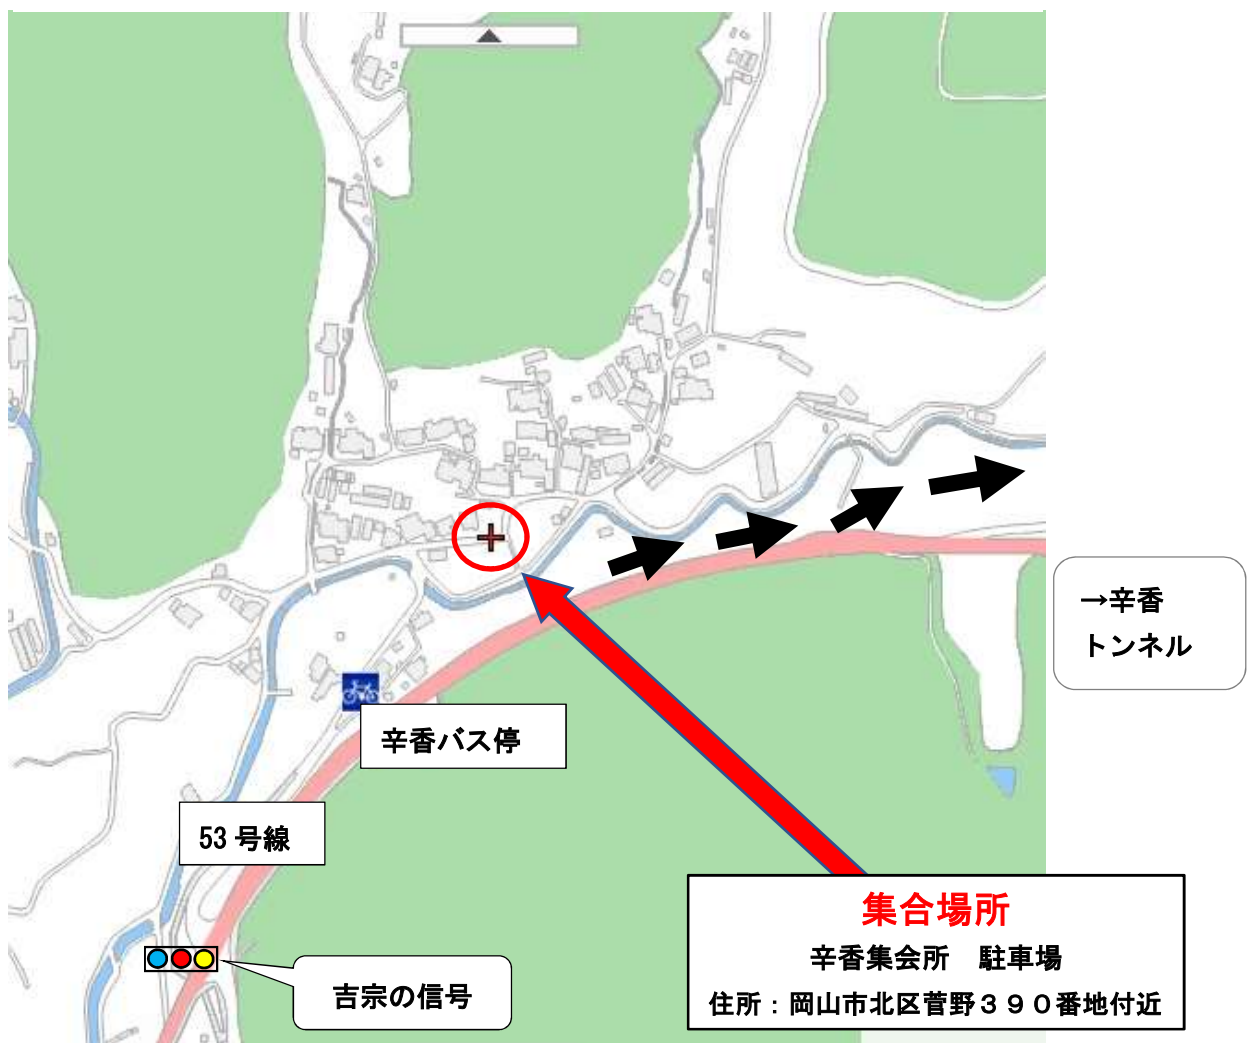 →辛香
トンネル
辛香バス停
53号線
集合場所
辛香集会所　駐車場
住所：岡山市北区菅野３９０番地付近
吉宗の信号